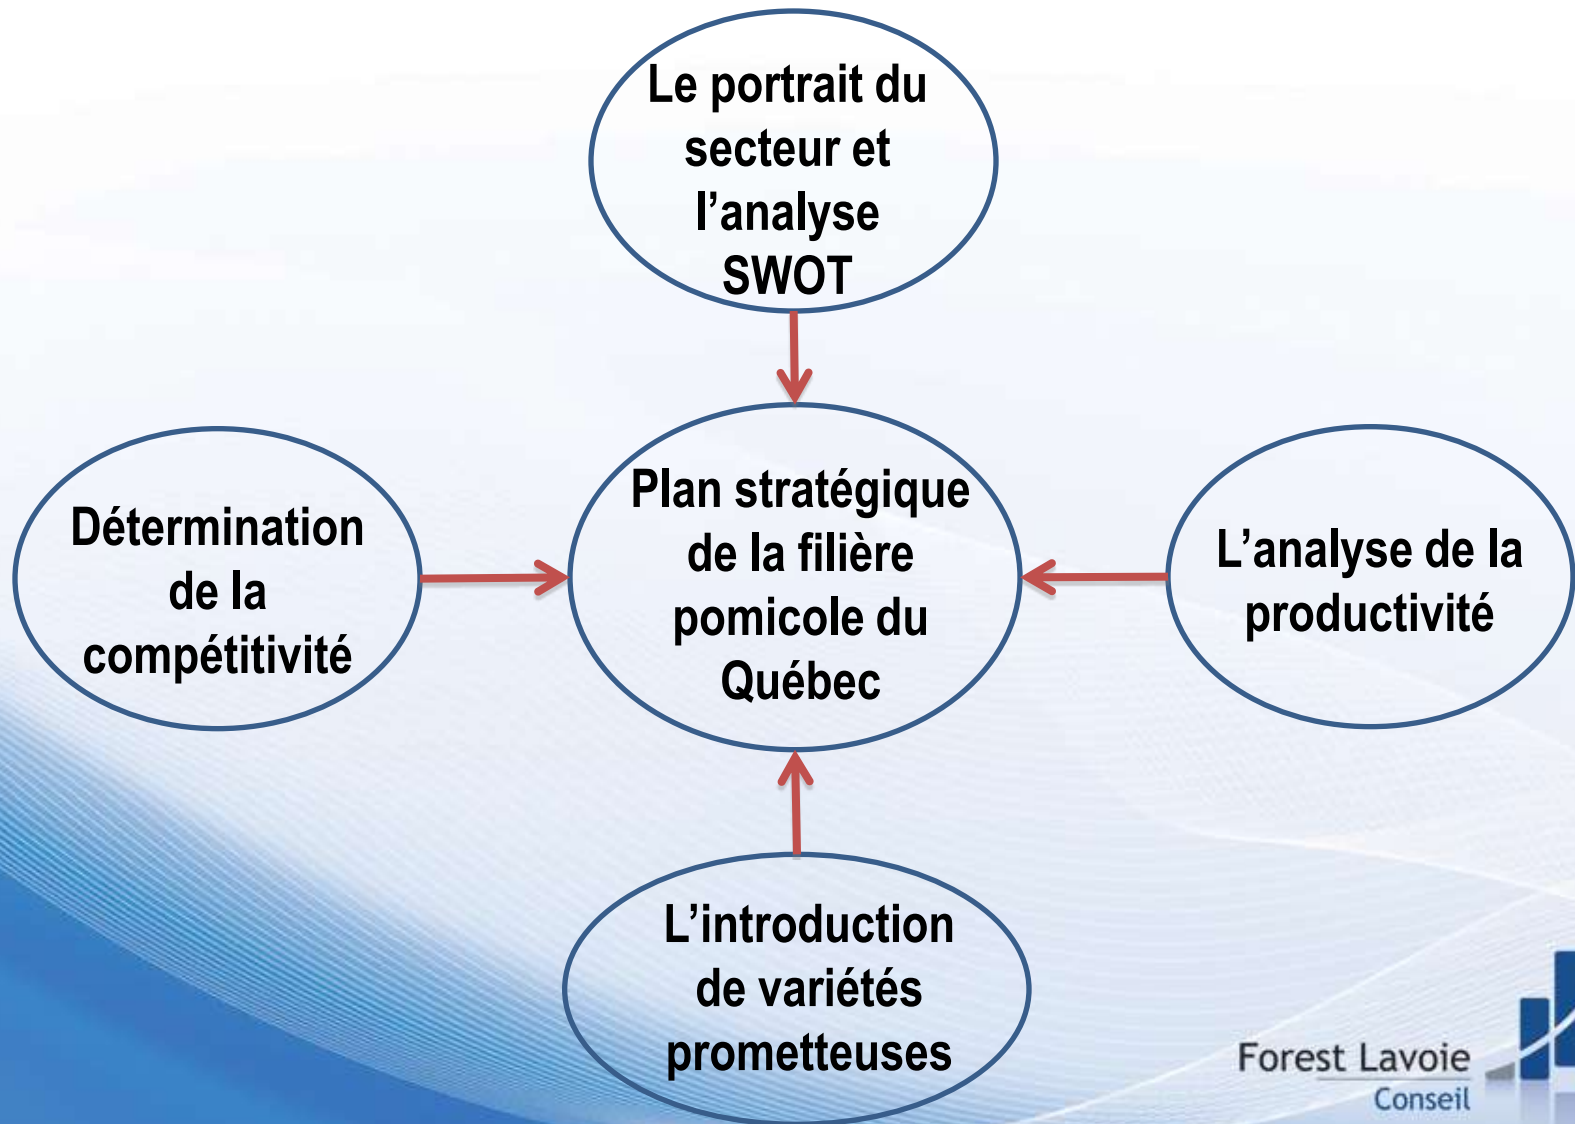 Le portrait du
secteur et
l’analyse
SWOT
Détermination
de la
compétitivité
Plan stratégique
de la filière
pomicole du
Québec
L’analyse de la
productivité
L’introduction
de variétés
prometteuses
Forest Lavoie
Conseil